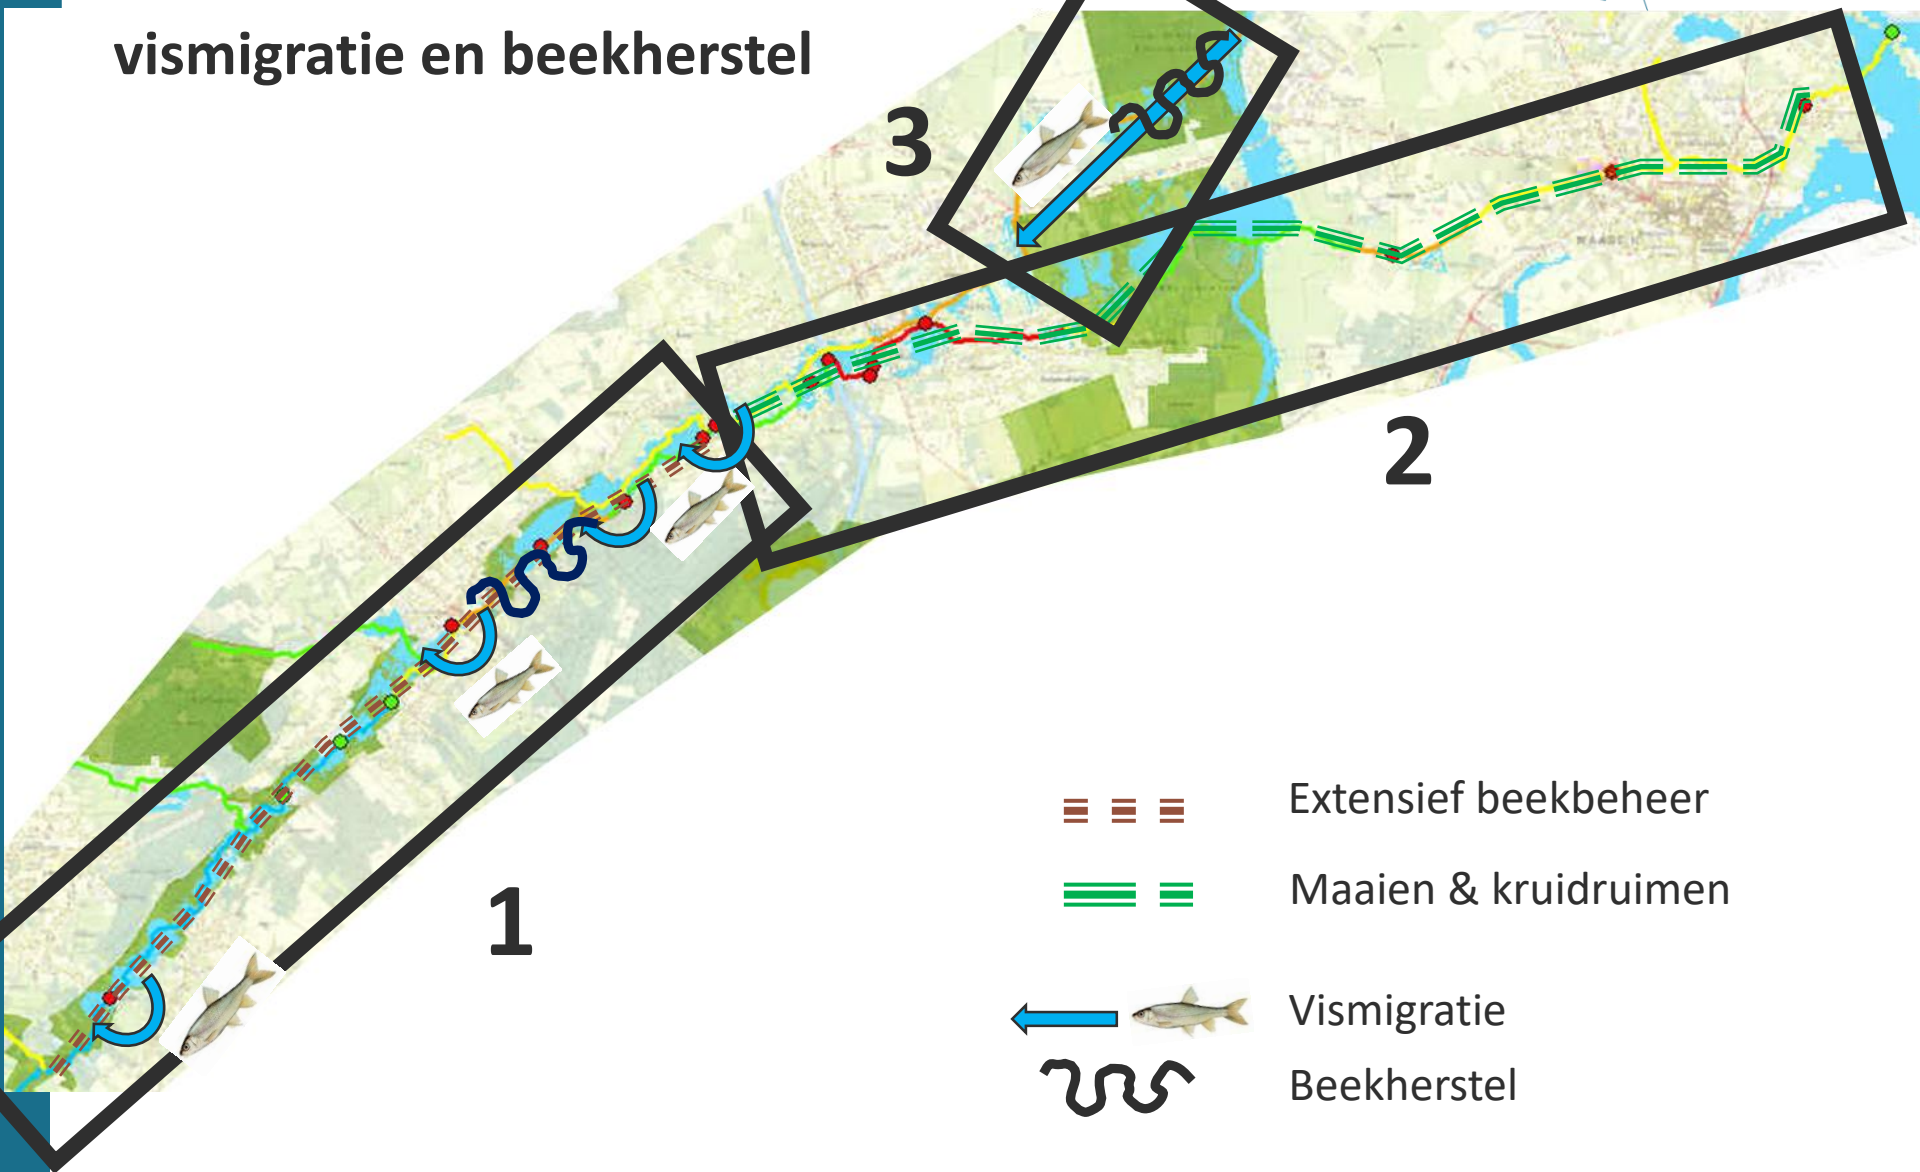 vismigratie en beekherstel
3
2
1
Extensief beekbeheer
Maaien & kruidruimen
Vismigratie
Beekherstel